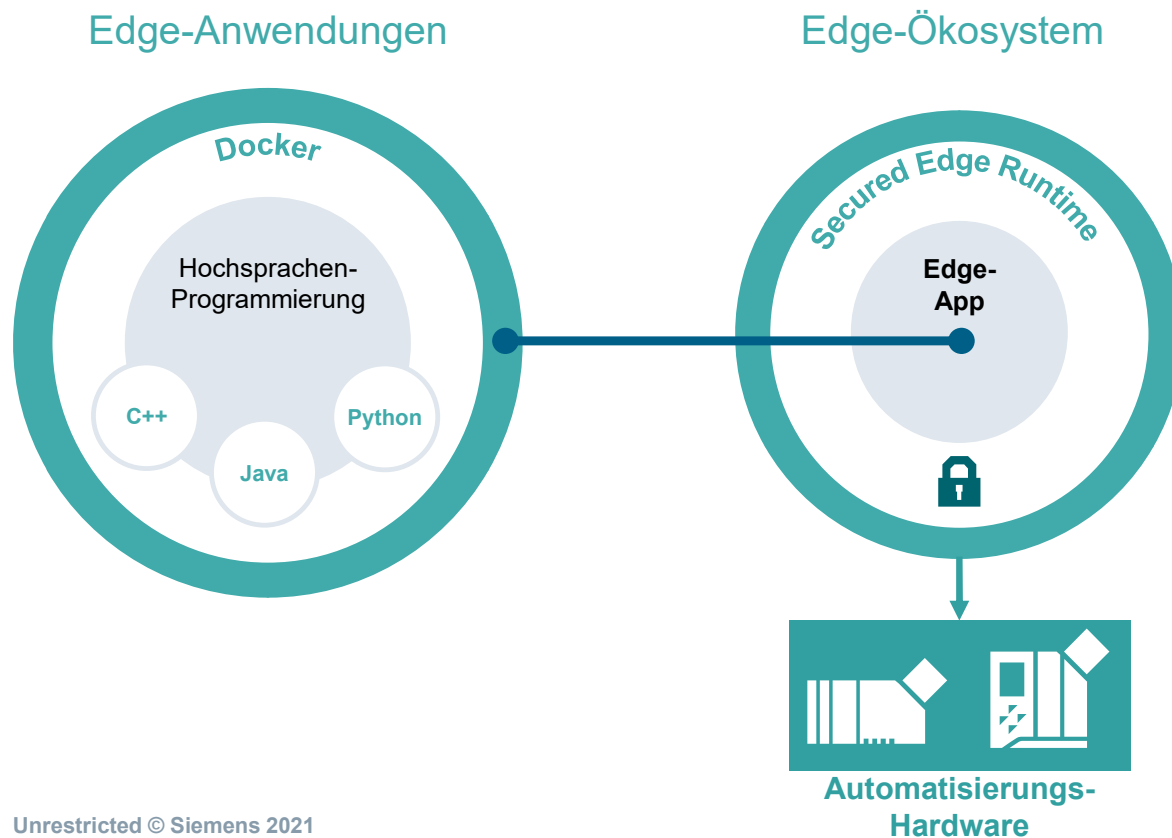 Edge-Anwendungen
Edge-Ökosystem
Docker
Hochsprachen-
Programmierung
C++
Java
Python
Secured Edge Runtime
Edge-
App
Automatisierungs-
Hardware
Unrestricted © Siemens 2021